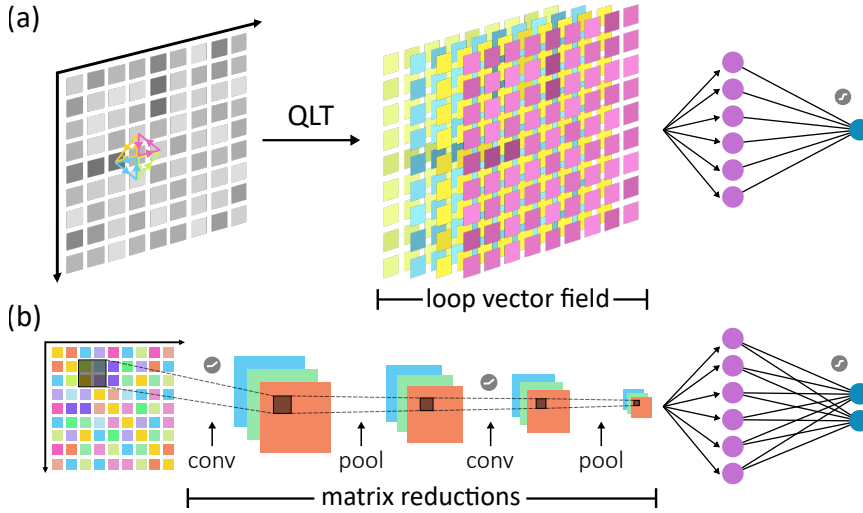 (a)
QLT
loop vector field
(b)
conv
pool
conv
pool
matrix reductions